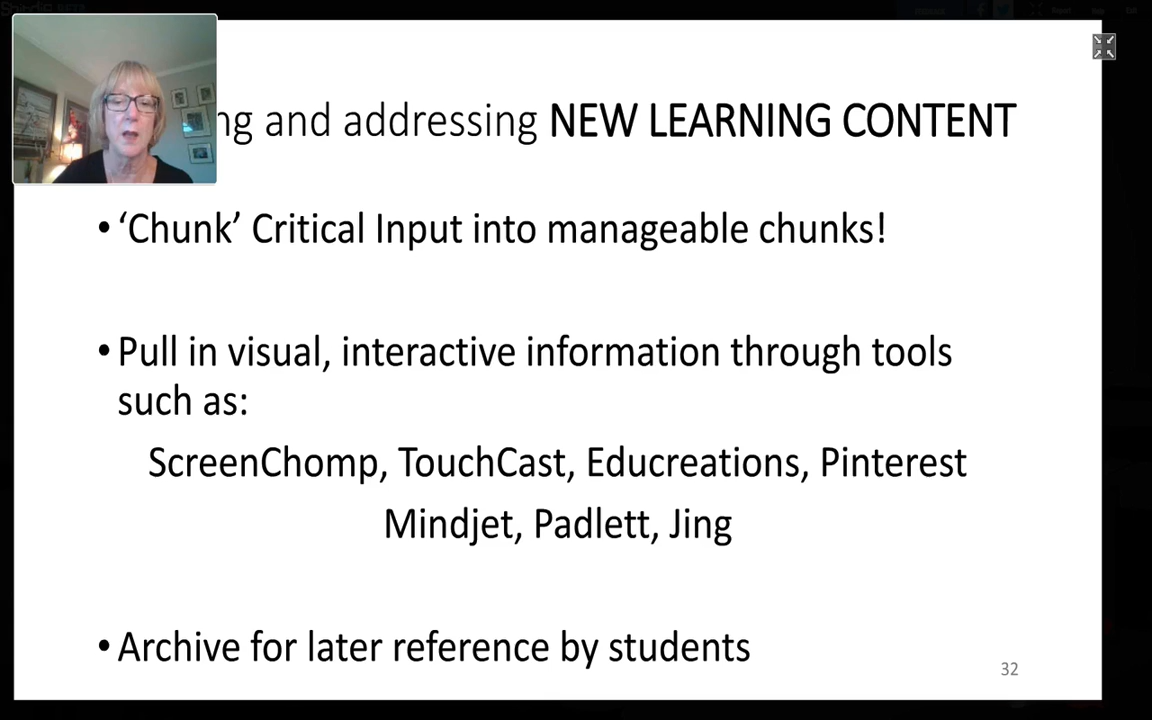 and addressing NEW LEARNING CONTENT
• ‘Chunk’ Critical Input into manageable chunks!
• Pull in visual, interactive information through tools
such as:
ScreenChomp, TouchCast, Educreations, Pinterest
Mindjet, Padlett, Jing
• Archive for later reference by students
32